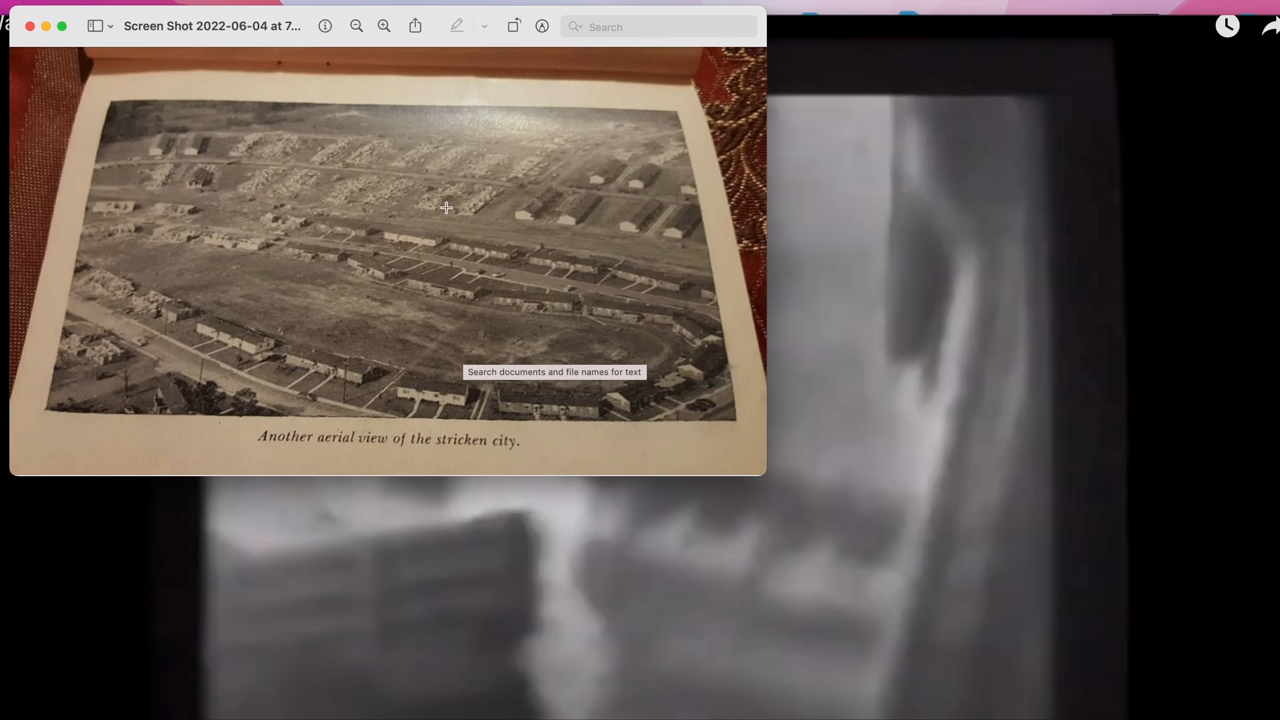 Screen Shot 2022-06-04 at 7...
Search
Search documents and file names for text
Another aerial view of the stricken city.